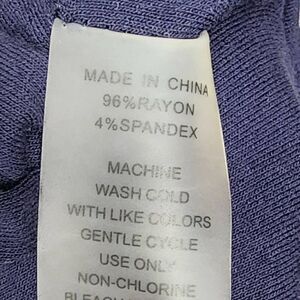 MADE IN CHINA
96%RAYON
4%SPANDEX
MACHINE
WASH COLD
WITH LIKE COLORS
GENTLE CYCLE
USE ONLY
NON-CHLORINE
BLEACH